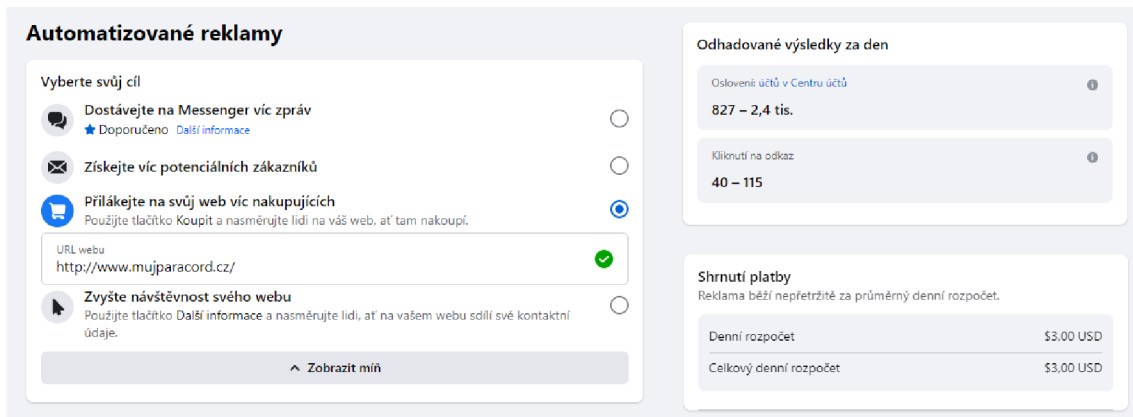 Automatizované reklamy
Vyberte svůj cíl
Dostávejte na Messenger víc zpráv
Doporučeno Další informace
Získejte víc potenciálních zákazníků
Přilákejte na svůj web víc nakupujících
Použijte tlačítko Koupit a nasměrujte lidi na váš web, ať tam nakoupí.
URL webu
http://www.mujparacord.cz/
Zvyšte návštěvnost svého webu
Použijte tlačítko Další informace a nasměrujte lidi, ať na vašem webu sdílí své kontaktní
údaje.
Zobrazit míň
Odhadované výsledky za den
Oslovení: účtů v Centru účtů
827 – 2,4 tis.
Kliknutí na odkaz
40 – 115
Shrnutí platby
Reklama běží nepřetržitě za průměrný denní rozpočet.
Denní rozpočet $3,00 USD
Celkový denní rozpočet $3,00 USD